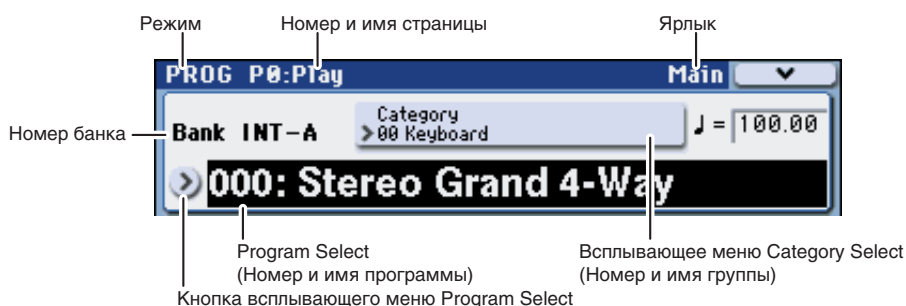 Режим
Номер и имя страницы
Ярлык
PROG P0:Play
Main
Номер банка
Bank INT-A
Category
00 Keyboard
♩ = 100.00
000: Stereo Grand 4-Way
Program Select
(Номер и имя программы)
Всплывающее меню Category Select
(Номер и имя группы)
Кнопка всплывающего меню Program Select